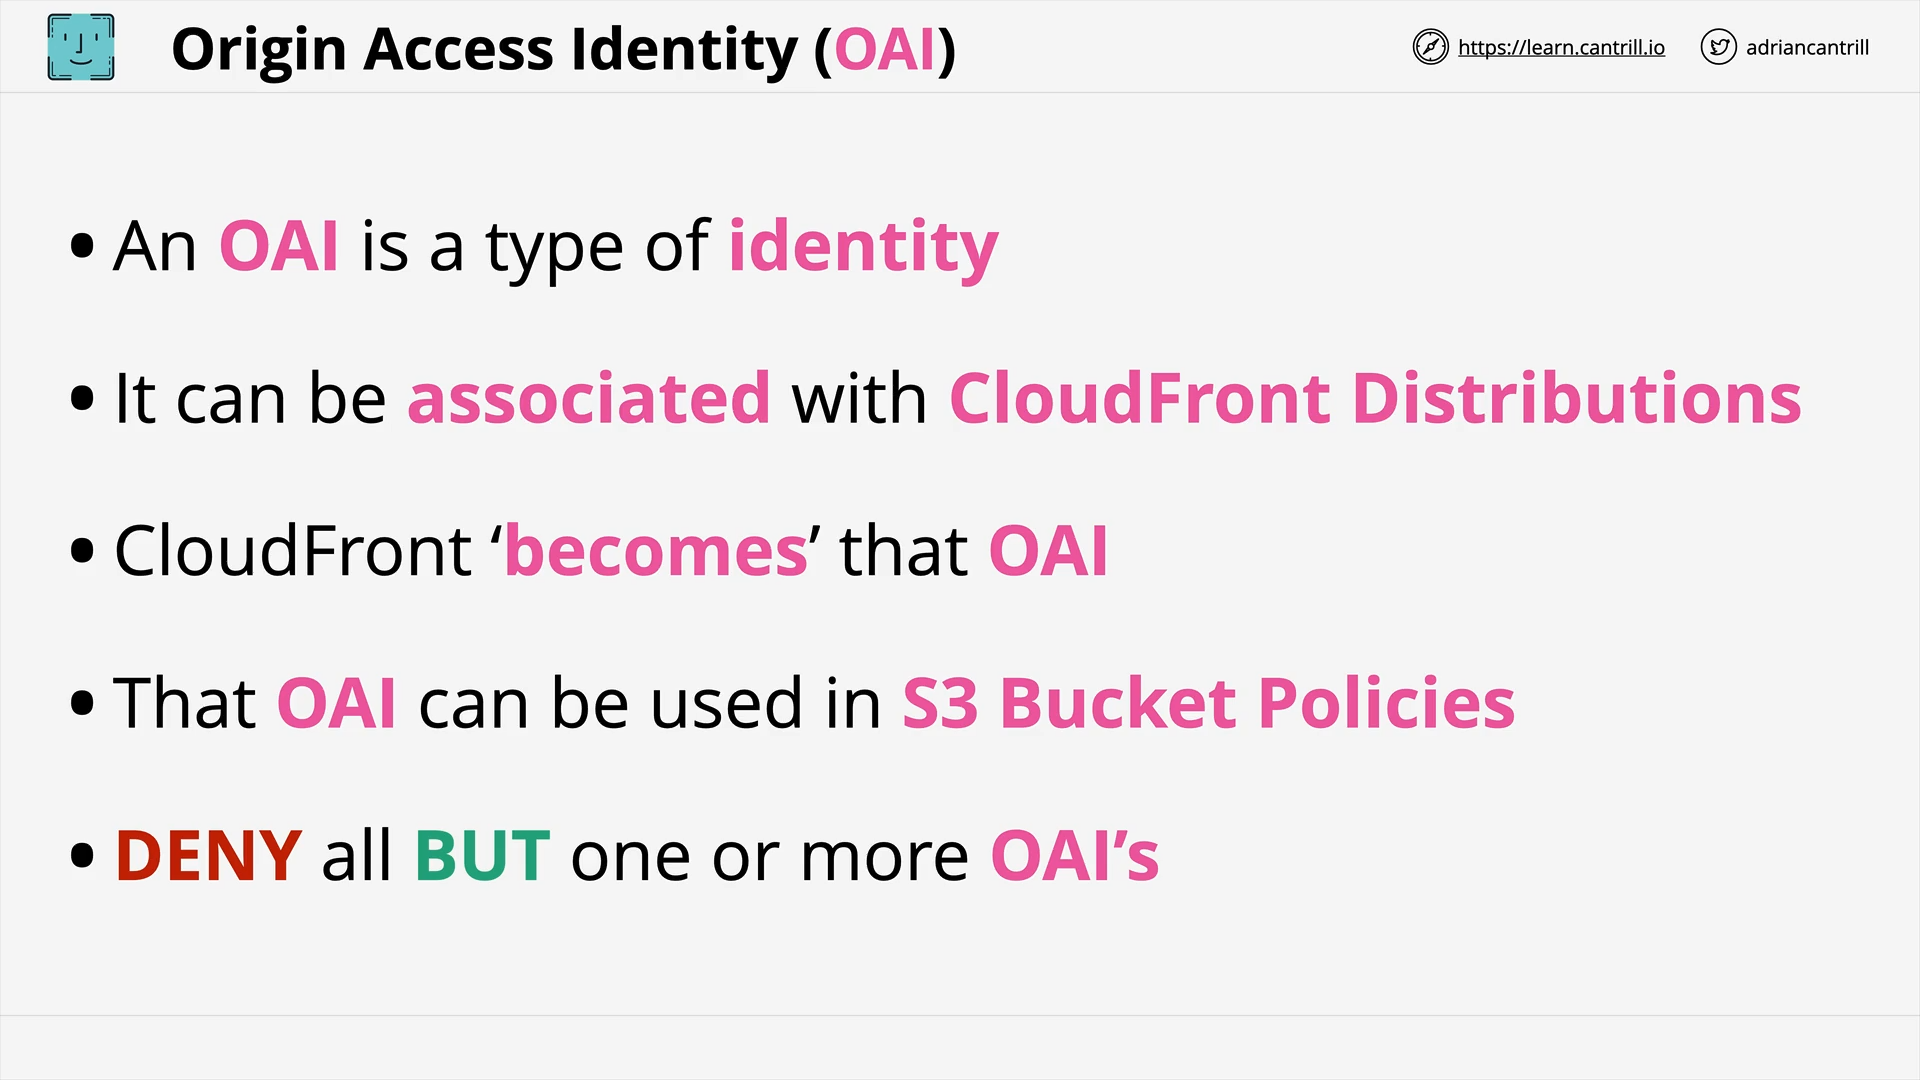 Origin Access Identity (OAI)
https://learn.cantrill.io
adriancantrill
• An OAI is a type of identity
• It can be associated with CloudFront Distributions
• CloudFront ‘becomes’ that OAI
• That OAI can be used in S3 Bucket Policies
• DENY all BUT one or more OAI’s